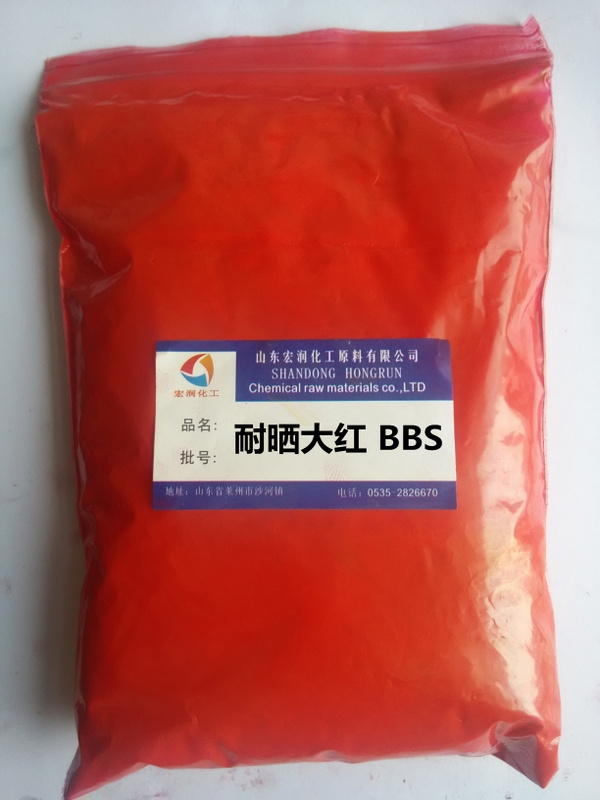 山东宏润化工原料有限公司
SHANDONG HONGRUN
Chemical raw materials co.,LTD
宏润化工
品名:
耐晒大红 BBS
批号:
地址: 山东省莱州市沙河镇
电话: 0535-2826670